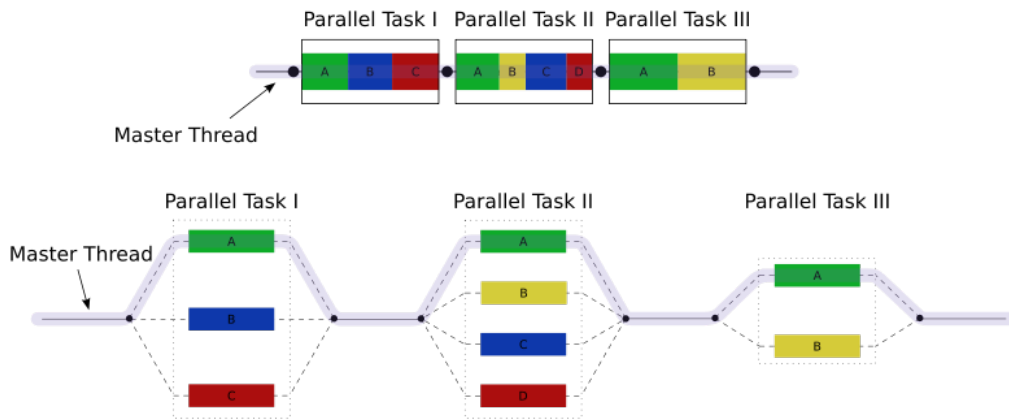 Parallel Task I Parallel Task II Parallel Task III
A B C A B C D A B
Master Thread
Parallel Task I Parallel Task II Parallel Task III
A A
Master Thread
A
B
B
C
B
C D